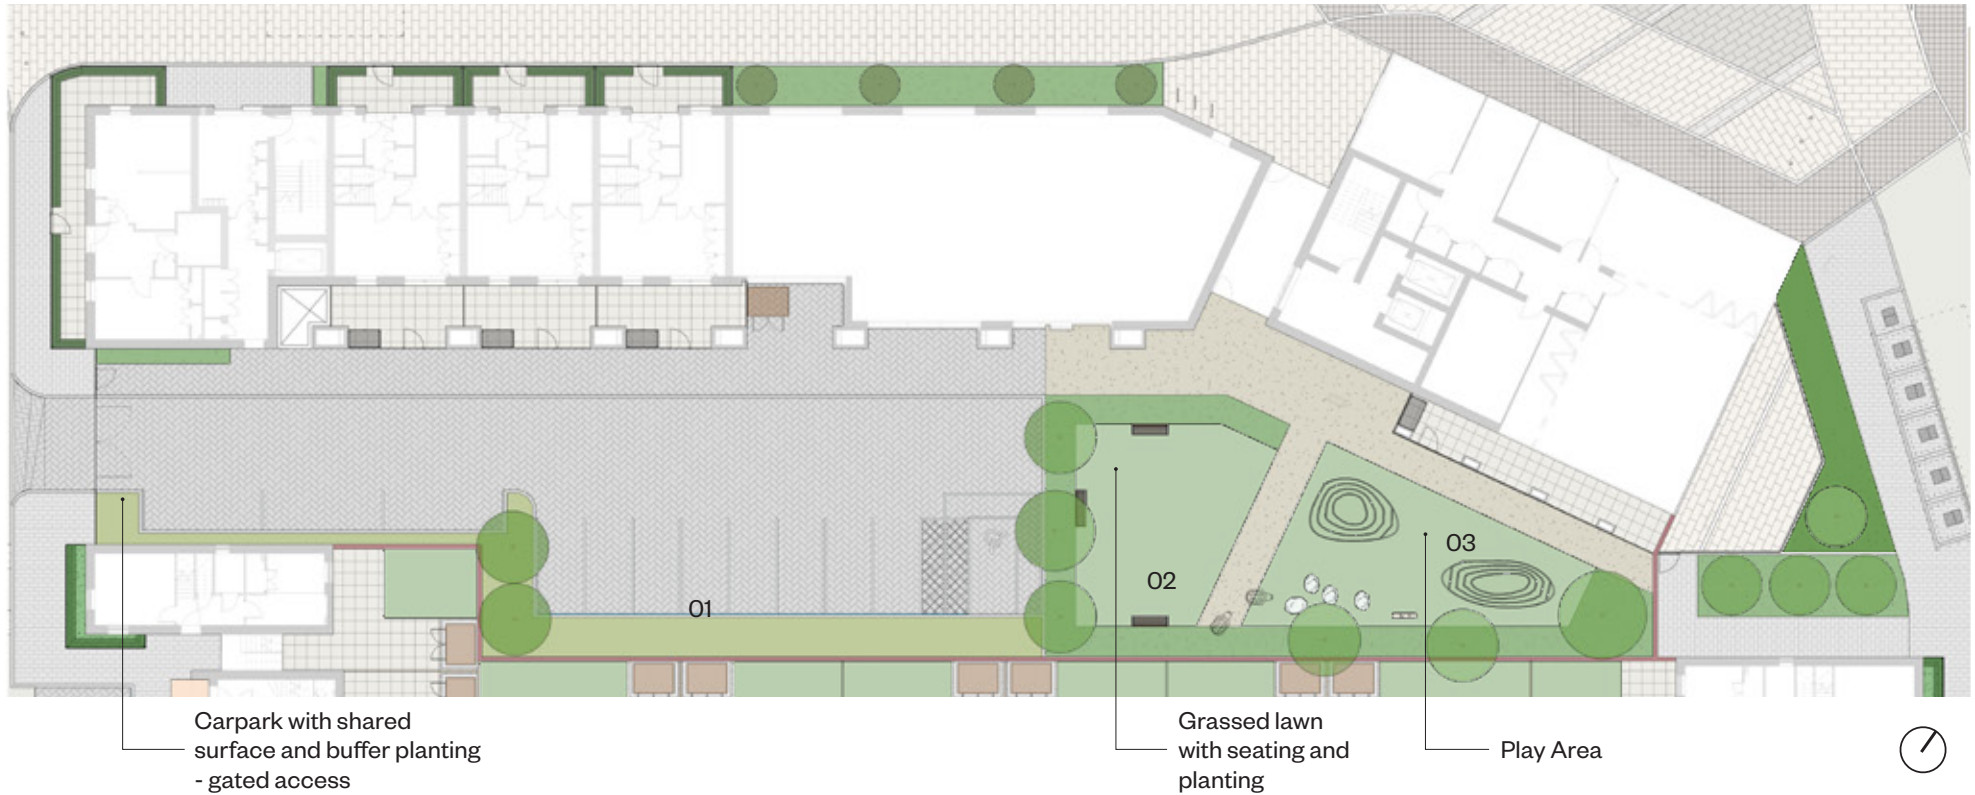 01
02
03
Carpark with shared
surface and buffer planting
- gated access
Grassed lawn
with seating and
planting
Play Area